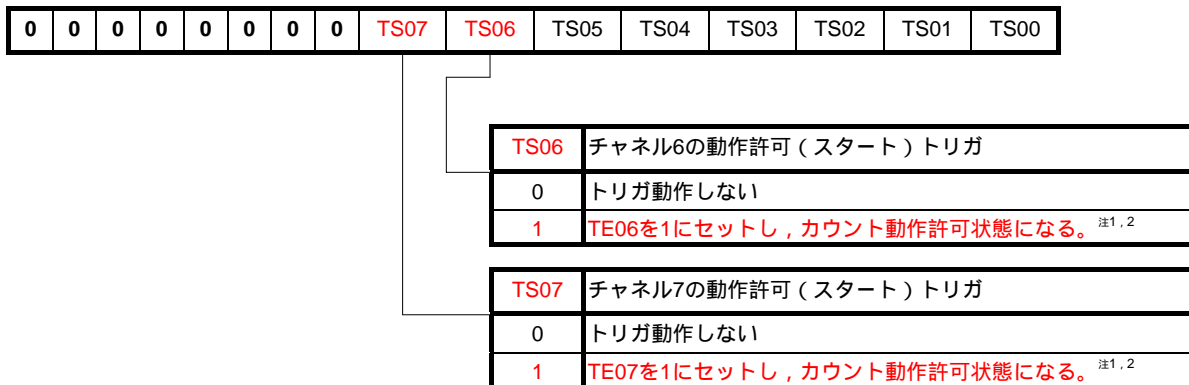 0 0 0 0 0 0 0 0 TS07 TS06 TS05 TS04 TS03 TS02 TS01 TS00
TS06 チャネル6の動作許可(スタート)トリガ
0 トリガ動作しない
1 TE06を1にセットし,カウント動作許可状態になる。注1,2
TS07 チャネル7の動作許可(スタート)トリガ
0 トリガ動作しない
1 TE07を1にセットし,カウント動作許可状態になる。注1,2